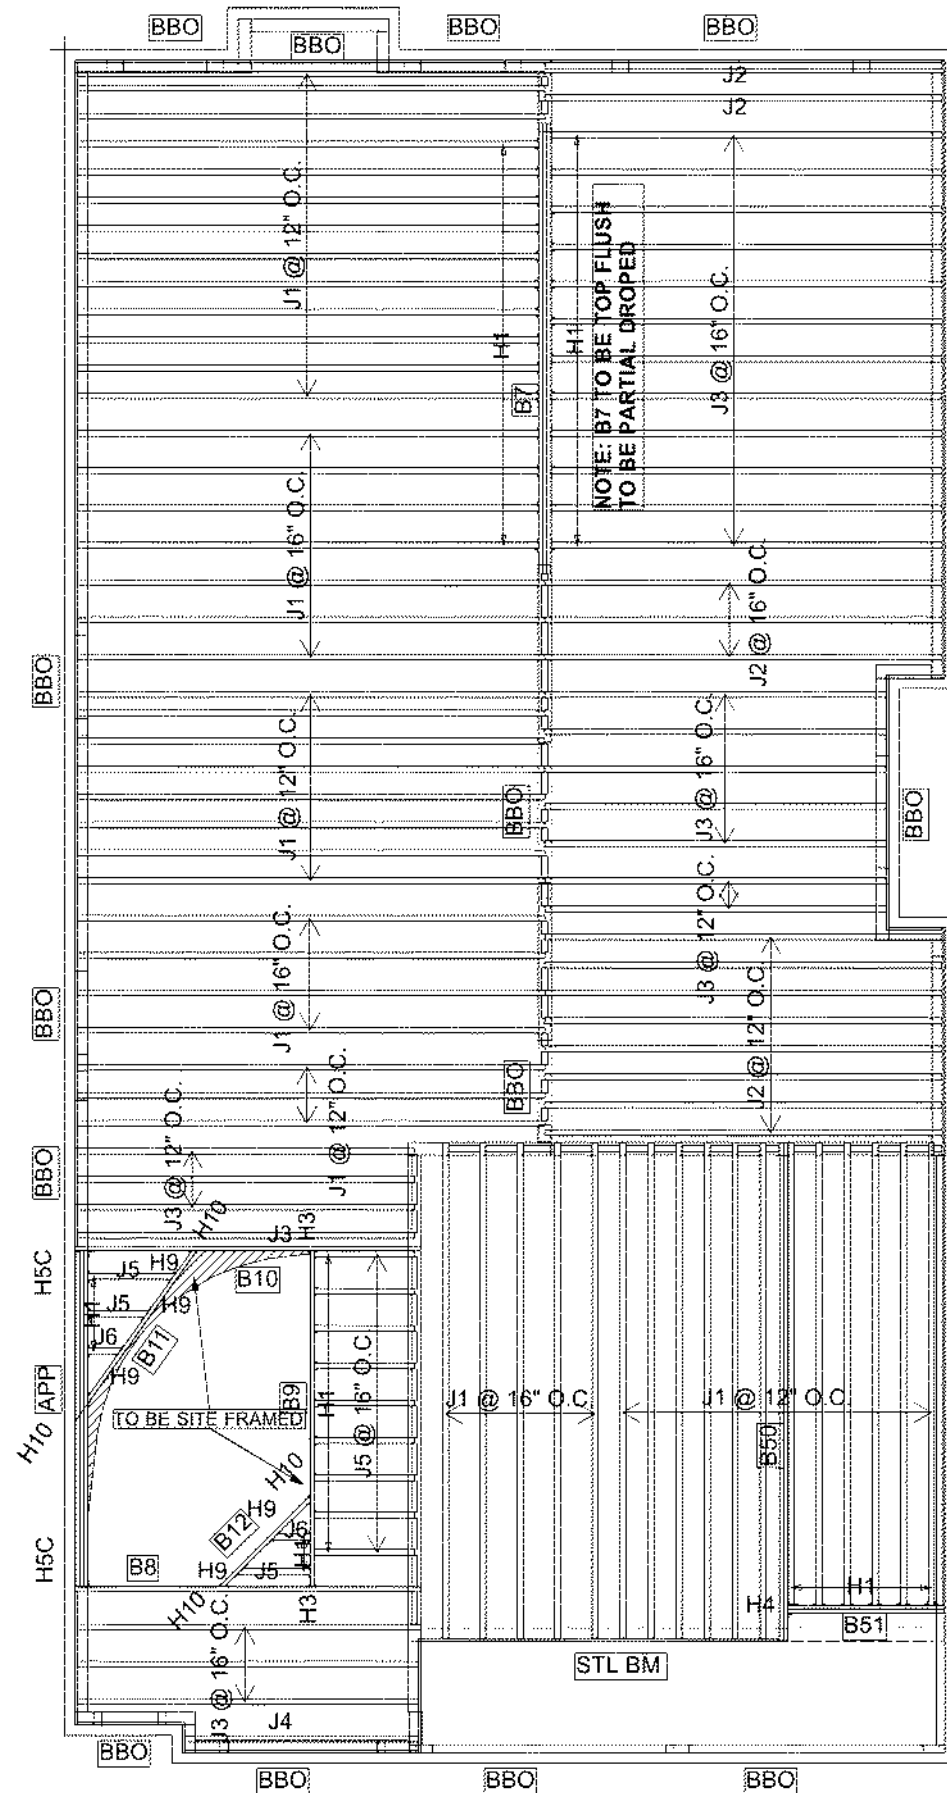 BBO
BBO
BBO
BBO
J2
J2
J1 @ 12" O.C.
H1
H1
B7
NOTE: B7 TO BE TOP FLUSH
TO BE PARTIAL DROPED
J3 @ 16" O.C.
J1 @ 16" O.C.
J2 @ 16" O.C.
BBO
J1 @ 12" O.C.
J3 @ 16" O.C.
BBO
BBO
J3 @ 12" O.C.
J1 @ 16" O.C.
J2 @ 12" O.C.
BBO
BBO
J1 @ 12" O.C.
J3 @ 12" O.C.
BBO
H10
J3
H3
H5C
J5
H9
B10
H1
J5
H9
J6
B11
H9
APP
B9
H1
J5 @ 16" O.C
TO BE SITE FRAMED
H10
H10
J1 @ 16" O.C
J1 @ 12" O.C.
B50
H9
B12
J6
H1
H5C
B8
H9
J5
H10
H3
H4
H1
B51
J3 @ 16" O.C.
STL BM
J4
BBO
BBO
BBO
BBO